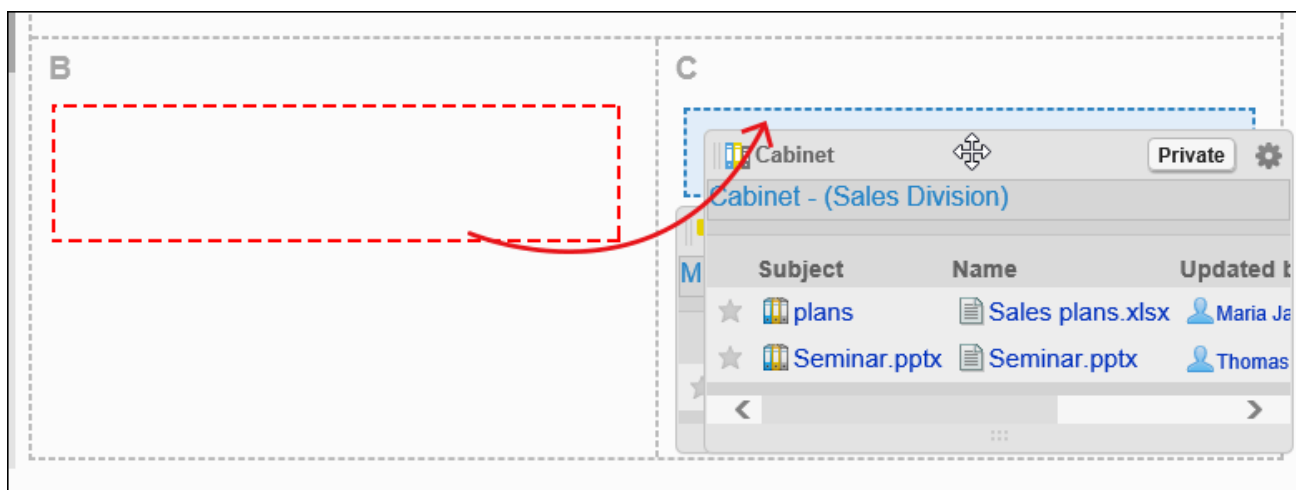 B
C
Cabinet
Private
Cabinet - (Sales Division)
M
Subject Name Updated
plans Sales plans.xlsx Maria Ja
Seminar.pptx Seminar.pptx Thomas